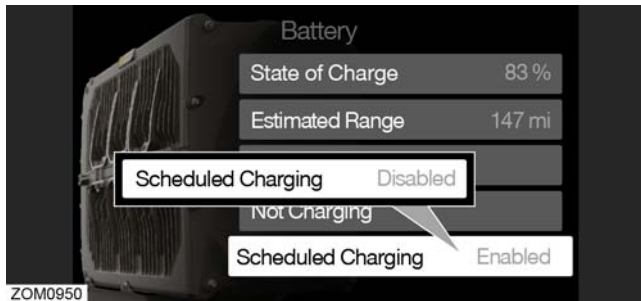 Battery
State of Charge 83 %
Estimated Range 147 mi
Scheduled Charging Disabled
Not Charging
Scheduled Charging Enabled
ZOM0950